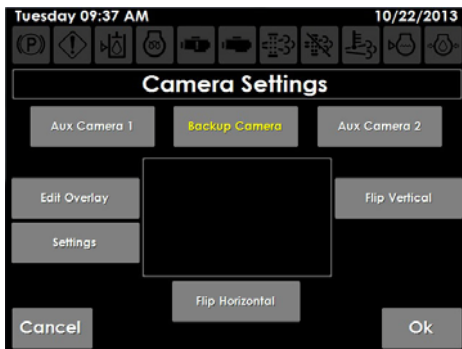 Tuesday 09:37 AM 10/22/2013
(P)
Camera Settings
Aux Camera 1 Backup Camera Aux Camera 2
Edit Overlay Flip Vertical
Settings
Flip Horizontal
Cancel Ok